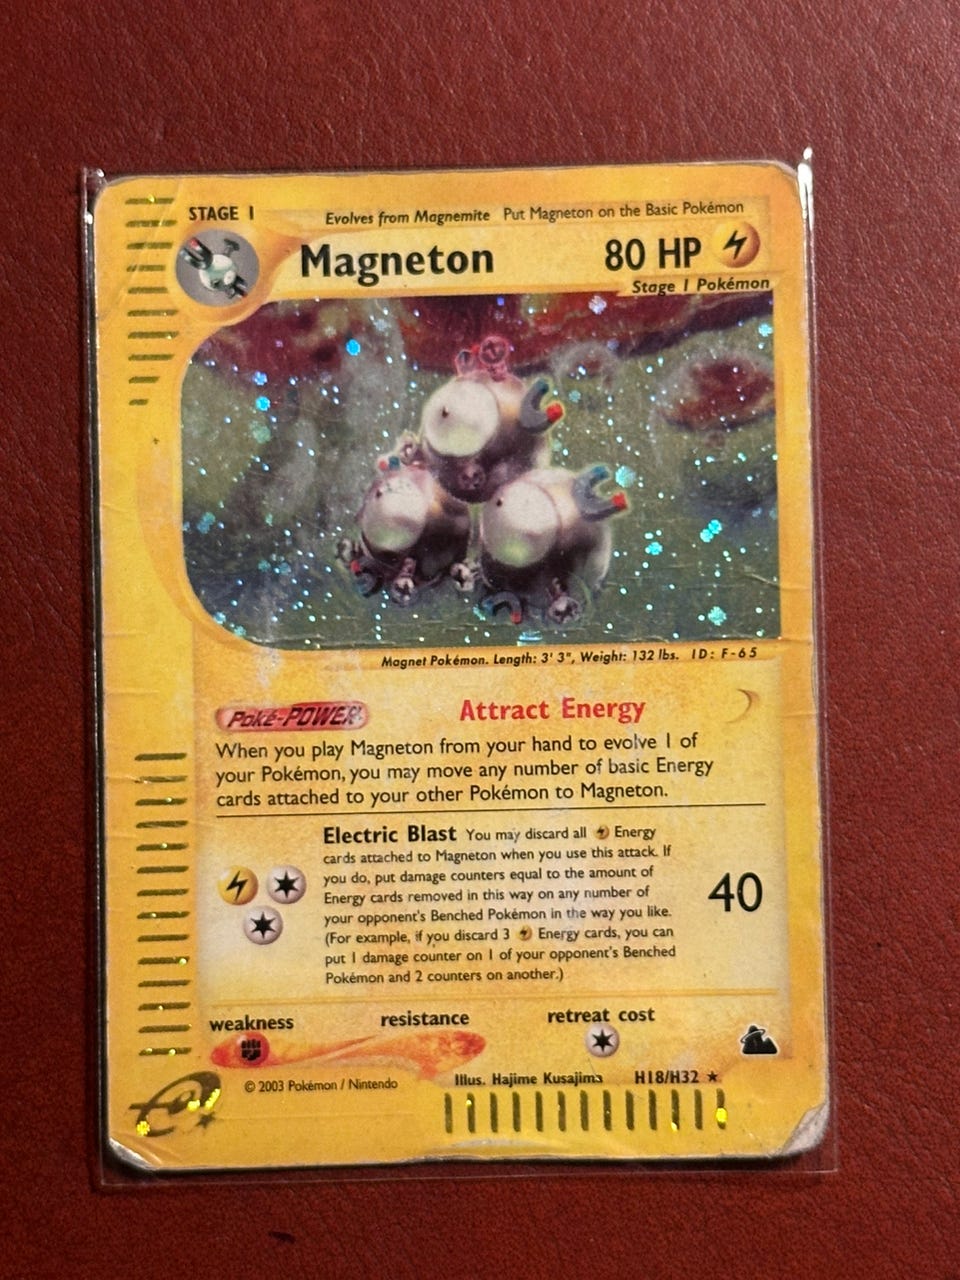 STAGE 1
Evolves from Magnemite Put Magneton on the Basic Pokémon
Magneton 80 HP
Stage 1 Pokémon
Magnet Pokémon. Length: 3' 3", Weight: 132 lbs. ID: F-65
Poké-POWER Attract Energy
When you play Magneton from your hand to evolve 1 of
your Pokémon, you may move any number of basic Energy
cards attached to your other Pokémon to Magneton.
Electric Blast You may discard all Energy
cards attached to Magneton when you use this attack. If
you do, put damage counters equal to the amount of
Energy cards removed in this way on any number of
your opponent's Benched Pokémon in the way you like.
(For example, if you discard 3 Energy cards, you can
put 1 damage counter on 1 of your opponent's Benched
Pokémon and 2 counters on another.)
40
weakness resistance retreat cost
© 2003 Pokémon / Nintendo
Illus. Hajime Kusajima H18/H32 ★
e